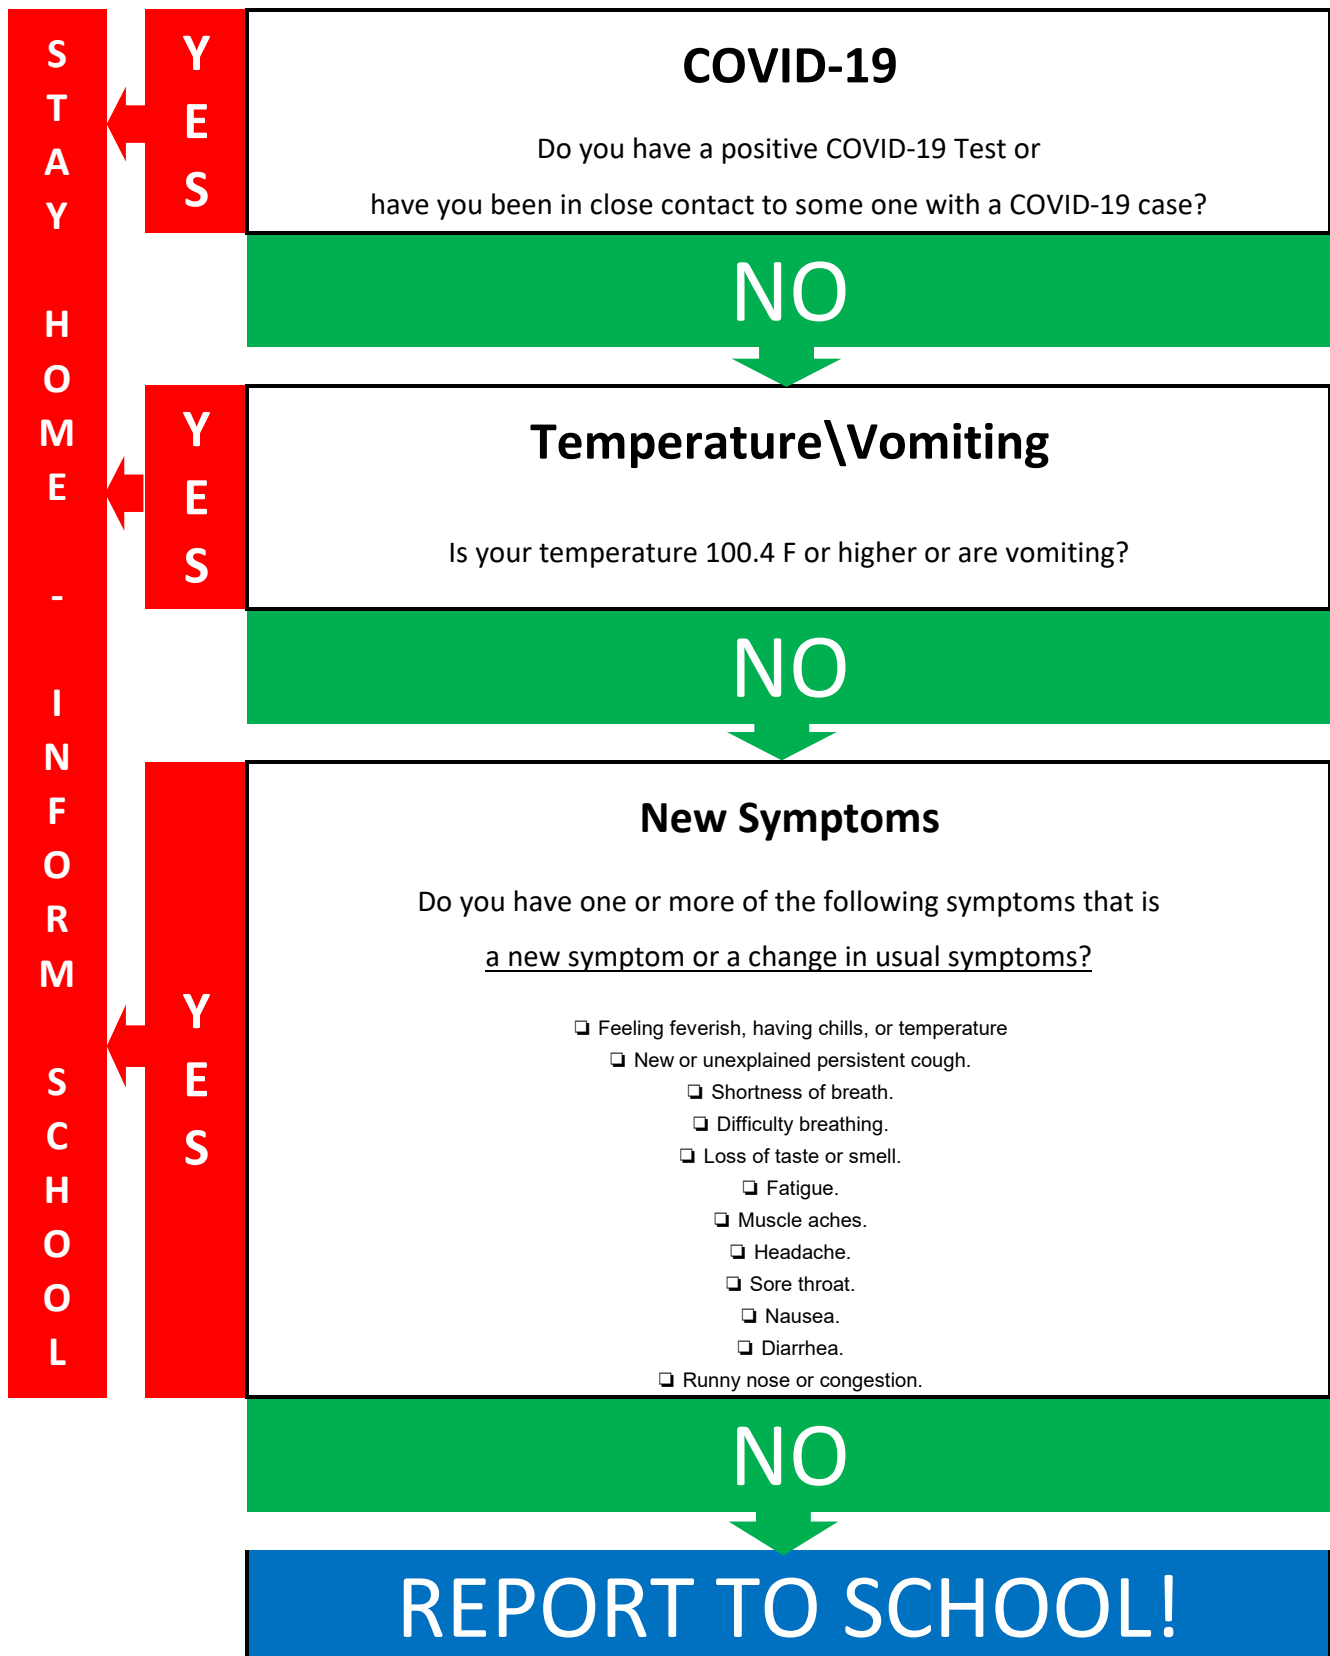 STAY HOME - INFORM SCHOOL
YES
COVID-19
Do you have a positive COVID-19 Test or
have you been in close contact to some one with a COVID-19 case?
NO
YES
Temperature\Vomiting
Is your temperature 100.4 F or higher or are vomiting?
NO
YES
New Symptoms
Do you have one or more of the following symptoms that is
a new symptom or a change in usual symptoms?
❏ Feeling feverish, having chills, or temperature
❏ New or unexplained persistent cough.
❏ Shortness of breath.
❏ Difficulty breathing.
❏ Loss of taste or smell.
❏ Fatigue.
❏ Muscle aches.
❏ Headache.
❏ Sore throat.
❏ Nausea.
❏ Diarrhea.
❏ Runny nose or congestion.
NO
REPORT TO SCHOOL!